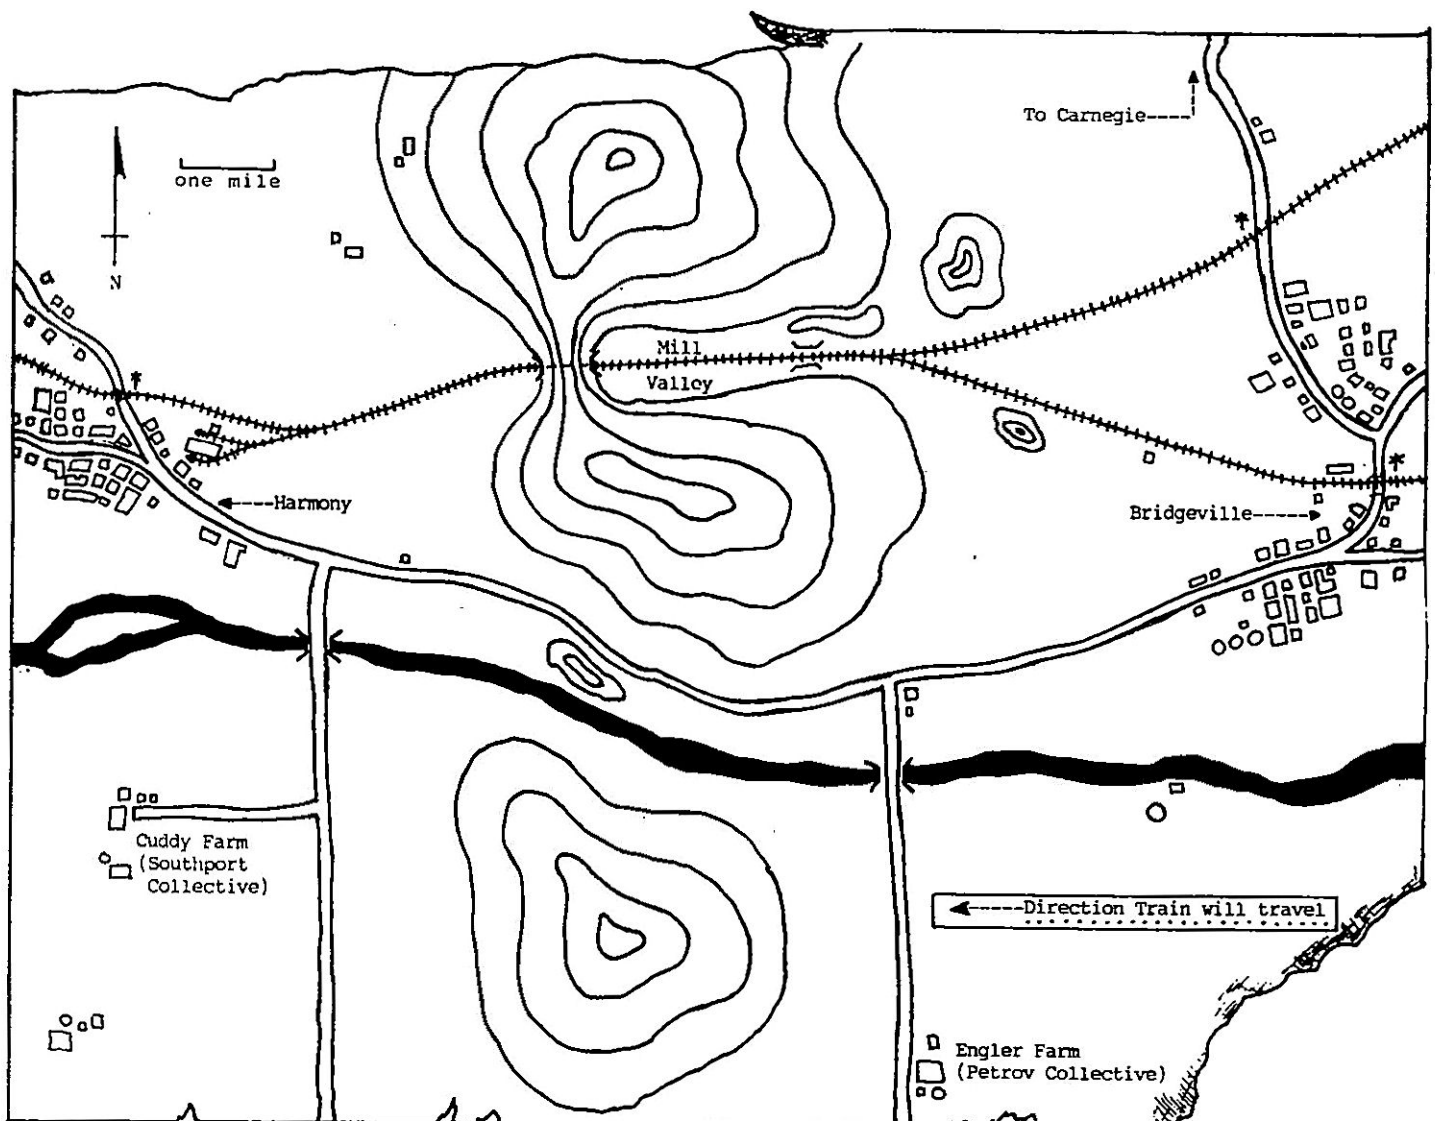 To Carnegie----
one mile
N
Mill
Valley
----Harmony
Bridgeville-----
Cuddy Farm
(Southport
Collective)
-----Direction Train will travel
Engler Farm
(Petrov Collective)